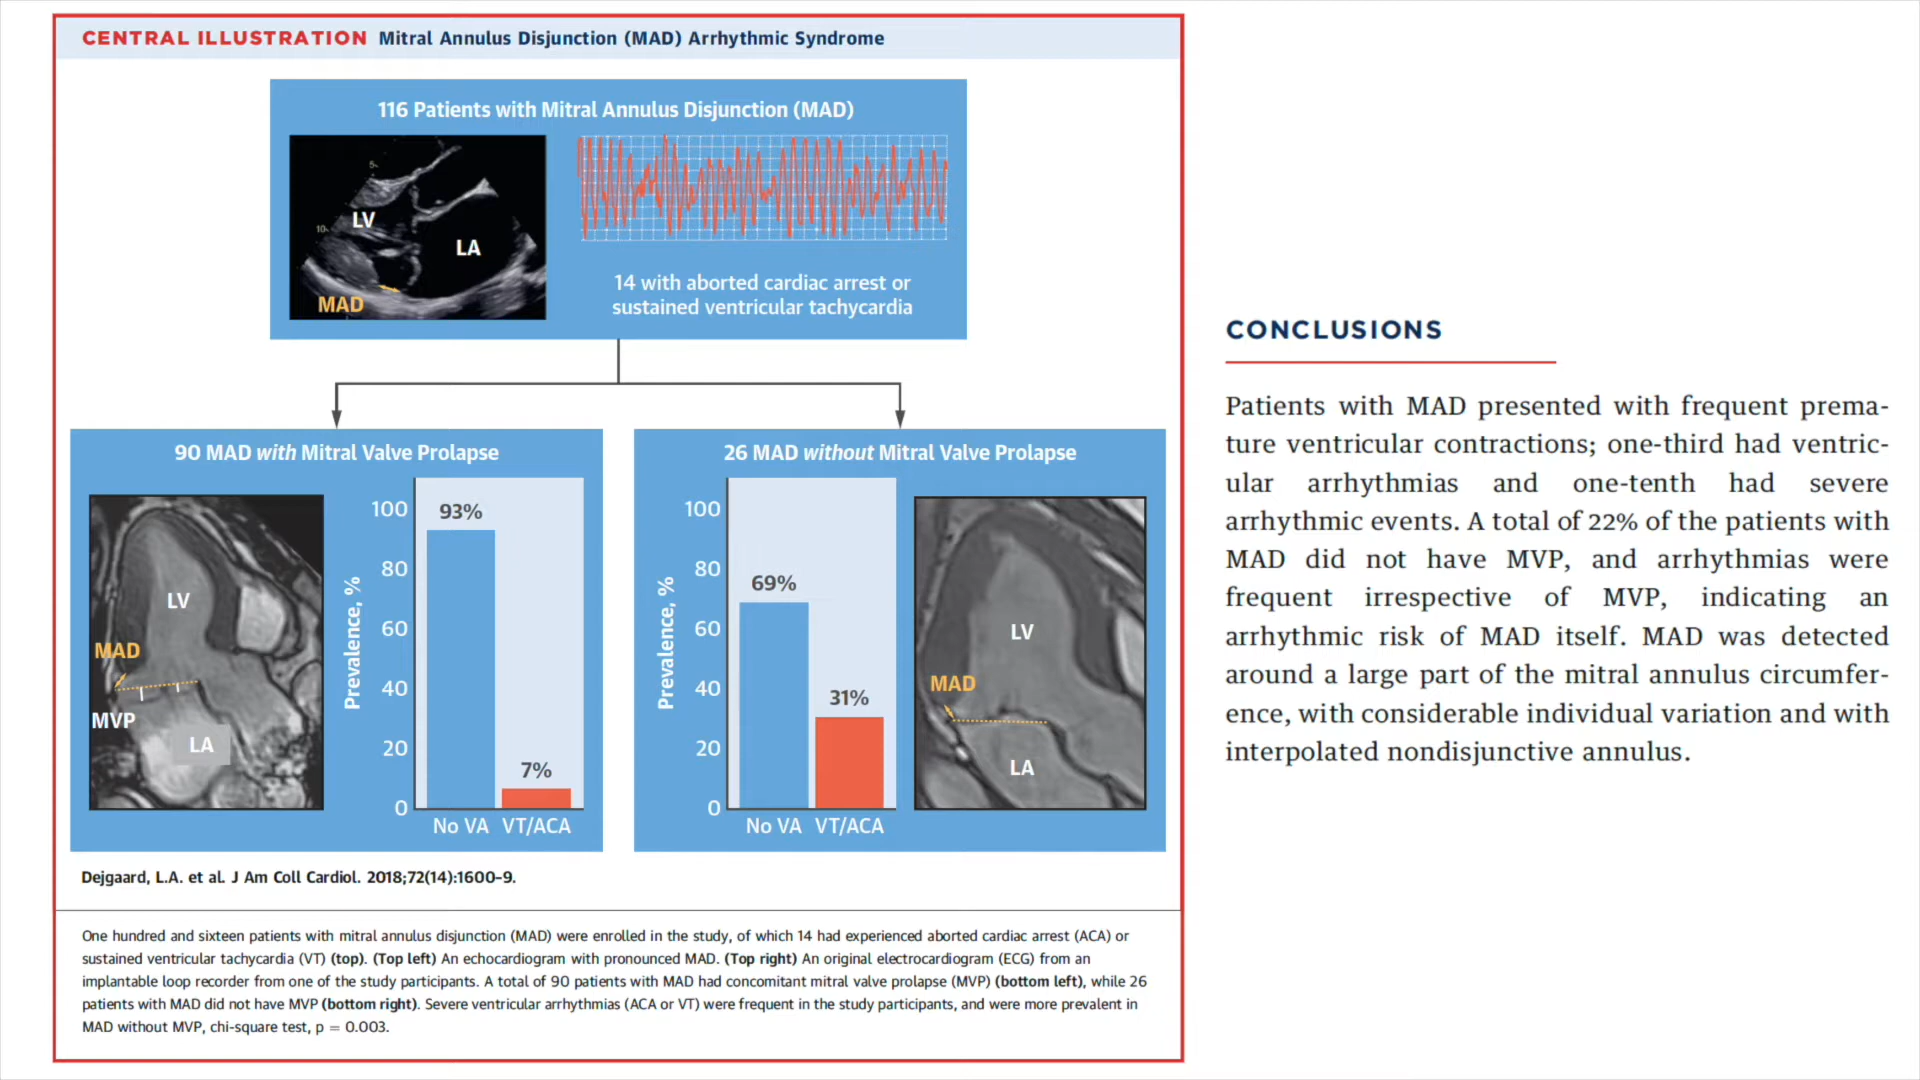 CENTRAL ILLUSTRATION Mitral Annulus Disjunction (MAD) Arrhythmic Syndrome
116 Patients with Mitral Annulus Disjunction (MAD)
5
10
LV
LA
MAD
14 with aborted cardiac arrest or
sustained ventricular tachycardia
90 MAD with Mitral Valve Prolapse
LV
MAD
MVP
LA
Prevalence, %
100
80
60
40
20
0
93%
7%
No VA VT/ACA
26 MAD without Mitral Valve Prolapse
Prevalence, %
100
80
60
40
20
0
69%
31%
No VA VT/ACA
LV
MAD
LA
Dejgaard, L.A. et al. J Am Coll Cardiol. 2018;72(14):1600–9.
One hundred and sixteen patients with mitral annulus disjunction (MAD) were enrolled in the study, of which 14 had experienced aborted cardiac arrest (ACA) or
sustained ventricular tachycardia (VT) (top). (Top left) An echocardiogram with pronounced MAD. (Top right) An original electrocardiogram (ECG) from an
implantable loop recorder from one of the study participants. A total of 90 patients with MAD had concomitant mitral valve prolapse (MVP) (bottom left), while 26
patients with MAD did not have MVP (bottom right). Severe ventricular arrhythmias (ACA or VT) were frequent in the study participants, and were more prevalent in
MAD without MVP, chi-square test, p = 0.003.
CONCLUSIONS
Patients with MAD presented with frequent prema-
ture ventricular contractions; one-third had ventric-
ular arrhythmias and one-tenth had severe
arrhythmic events. A total of 22% of the patients with
MAD did not have MVP, and arrhythmias were
frequent irrespective of MVP, indicating an
arrhythmic risk of MAD itself. MAD was detected
around a large part of the mitral annulus circumfer-
ence, with considerable individual variation and with
interpolated nondisjunctive annulus.